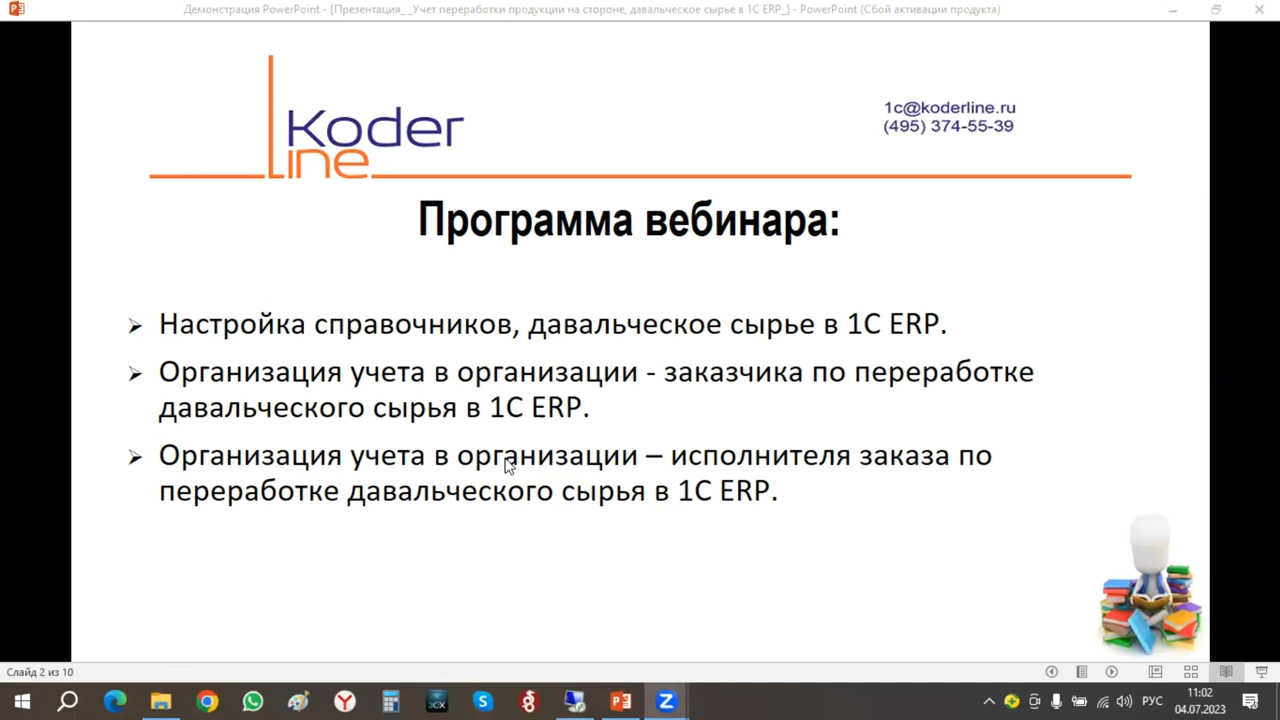 Демонстрация PowerPoint - [Презентация_ _Учет переработки продукции на стороне, давальческое сырье в 1С ERP_] - PowerPoint (Сбой активации продукта)
Koder
Line
1c@koderline.ru
(495) 374-55-39
Программа вебинара:
Настройка справочников, давальческое сырье в 1С ERP.
Организация учета в организации - заказчика по переработке
давальческого сырья в 1С ERP.
Организация учета в организации – исполнителя заказа по
переработке давальческого сырья в 1С ERP.
Слайд 2 из 10
РУС
11:02
04.07.2023